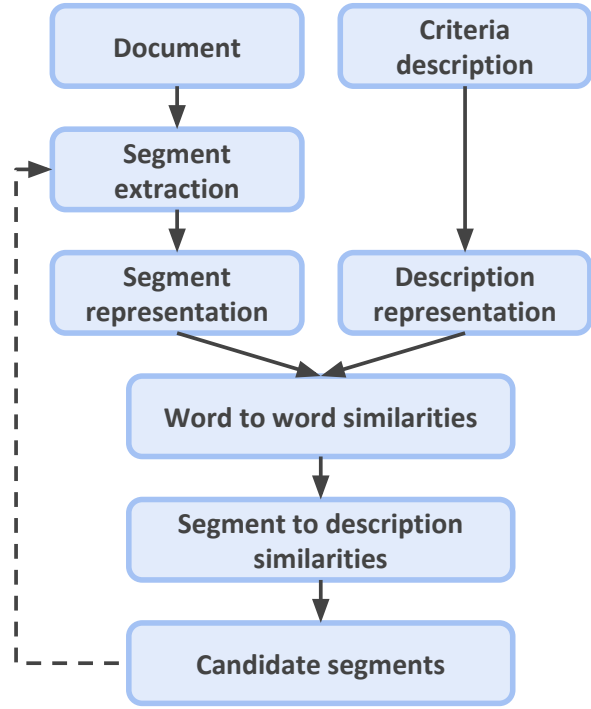 Document
Criteria
description
Segment
extraction
Segment
representation
Description
representation
Word to word similarities
Segment to description
similarities
Candidate segments